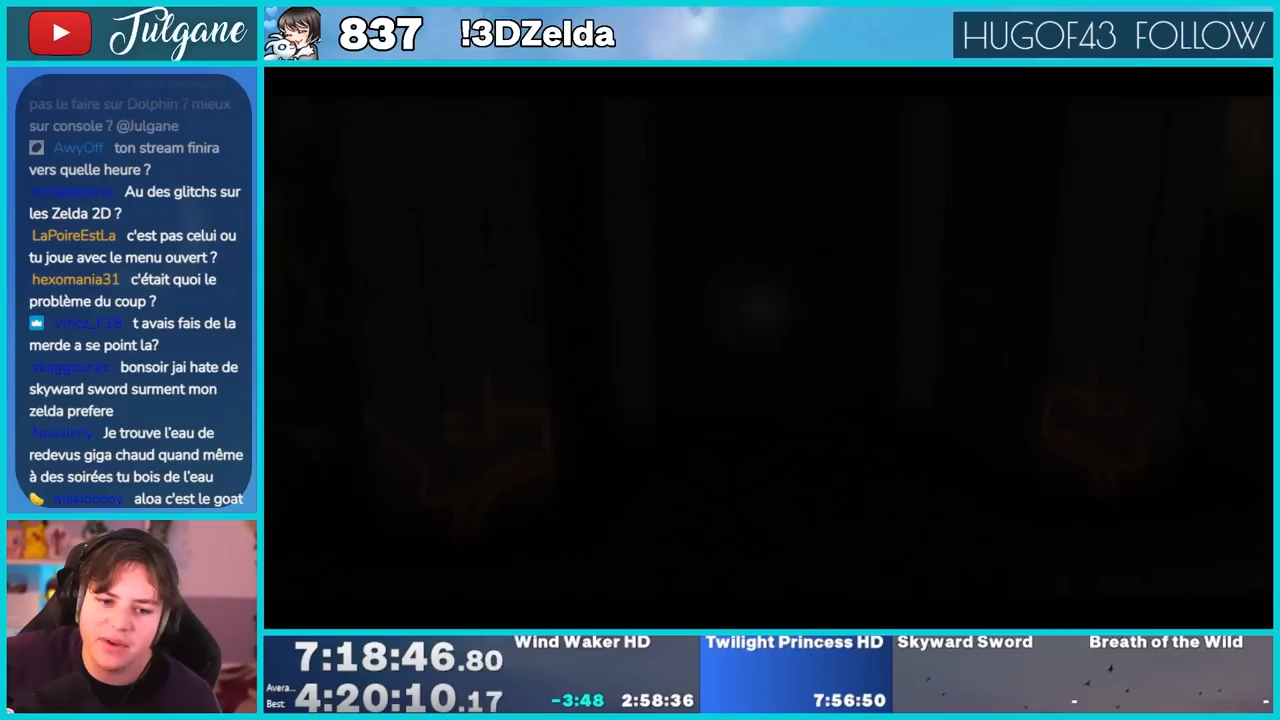 Julgane
837
!3DZelda
HUGOF43 FOLLOW
pas le faire sur Dolphin ? mieux
sur console ? @Julgane
AwyOff ton stream finira
vers quelle heure ?
Au des glitchs sur
les Zelda 2D ?
LaPoireEstLa c'est pas celui ou
tu joue avec le menu ouvert ?
hexomania31 c'était quoi le
problème du coup ?
vince_F18 t avais fais de la
merde a se point la?
bonsoir jai hate de
skyward sword surment mon
zelda prefere
Je trouve l'eau de
redevus giga chaud quand même
à des soirées tu bois de l'eau
aloa c'est le goat
7:18:46.80
Avera...
Best:
4:20:10.17
Wind Waker HD
-3:48 2:58:36
Twilight Princess HD
7:56:50
Skyward Sword
-
Breath of the Wild
-